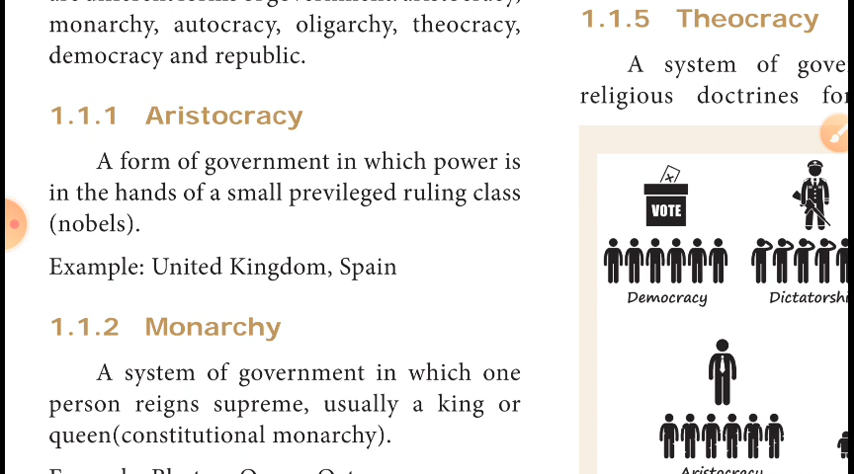 monarchy, autocracy, oligarchy, theocracy,
democracy and republic.
1.1.1 Aristocracy
A form of government in which power is
in the hands of a small previleged ruling class
(nobels).
Example: United Kingdom, Spain
1.1.2 Monarchy
A system of government in which one
person reigns supreme, usually a king or
queen(constitutional monarchy).
1.1.5 Theocracy
A system of gove
religious doctrines for
VOTE
Democracy
Dictatorshi
Aristocracy